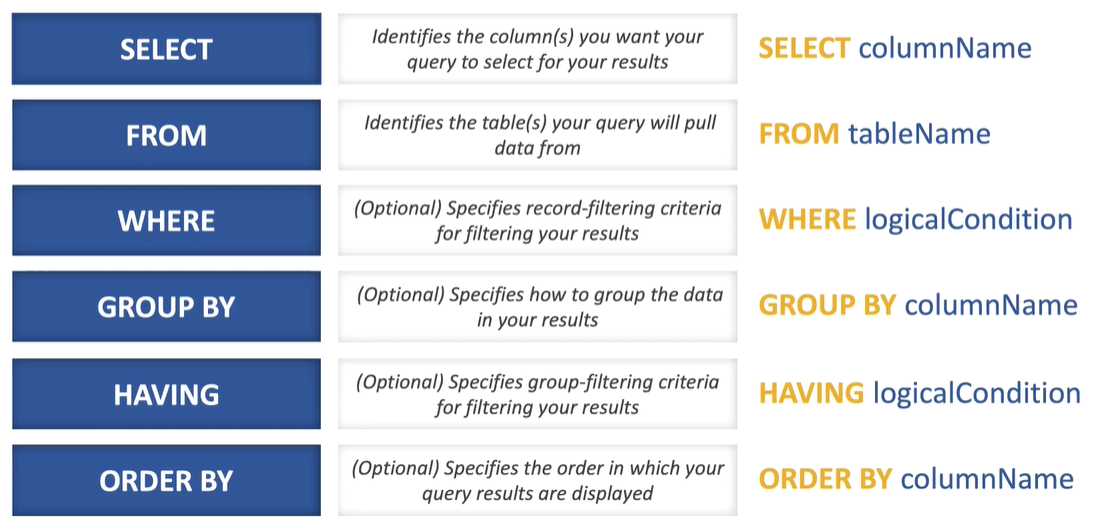 SELECT
Identifies the column(s) you want your
query to select for your results
SELECT columnName
FROM
Identifies the table(s) your query will pull
data from
FROM tableName
WHERE
(Optional) Specifies record-filtering criteria
for filtering your results
WHERE logicalCondition
GROUP BY
(Optional) Specifies how to group the data
in your results
GROUP BY columnName
HAVING
(Optional) Specifies group-filtering criteria
for filtering your results
HAVING logicalCondition
ORDER BY
(Optional) Specifies the order in which your
query results are displayed
ORDER BY columnName